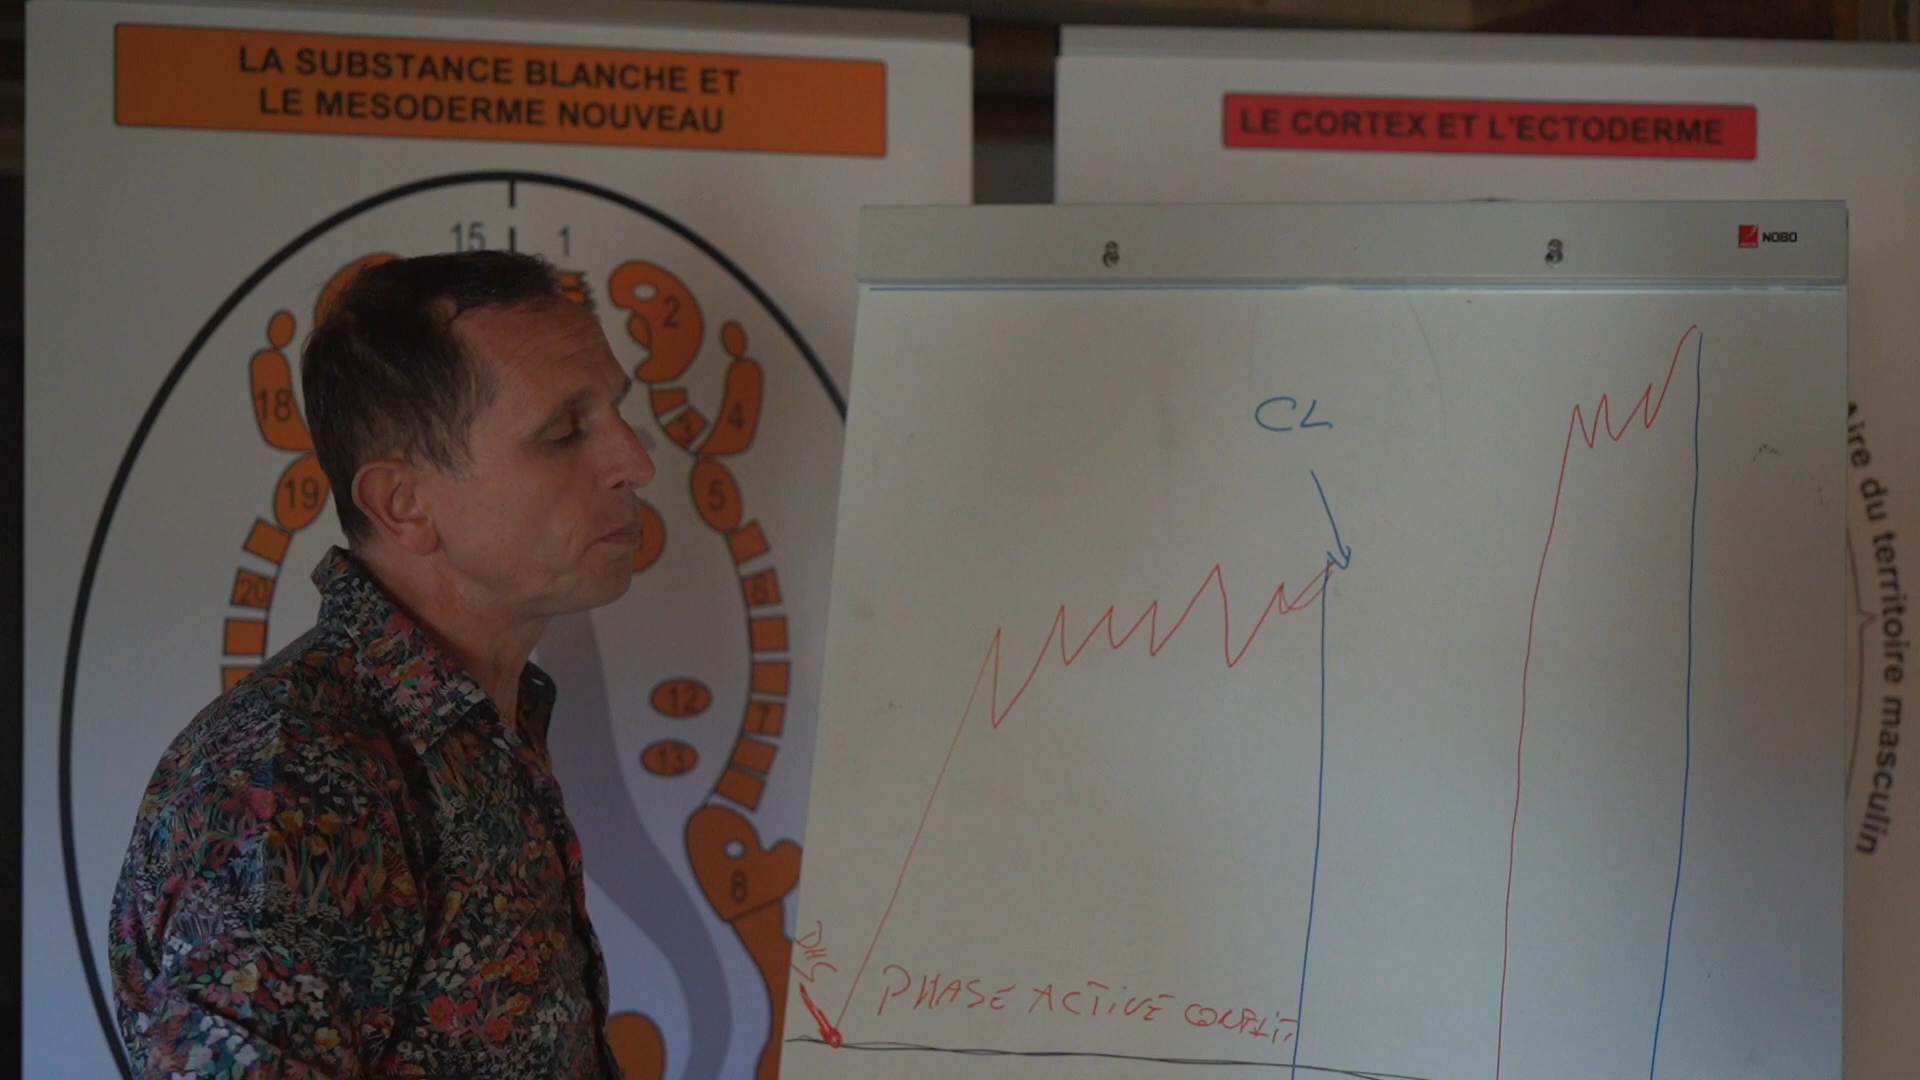 LA SUBSTANCE BLANCHE ET
LE MESODERME NOUVEAU
LE CORTEX ET L'ECTODERME
15
1
2
18
4
3
19
5
20
6
12
7
13
8
NOBO
CL
DHS
PHASE ACTIVE CONFLIT
Aire du territoire masculin